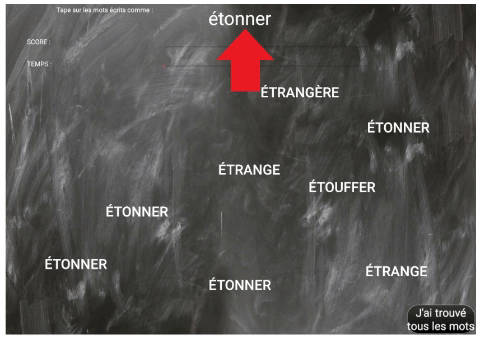 Tape sur les mots écrits comme :
étonner
SCORE :
TEMPS :
ÉTRANGÈRE
ÉTONNER
ÉTRANGE
ÉTOUFFER
ÉTONNER
ÉTONNER
ÉTRANGE
ÉTONNER
J'ai trouvé
tous les mots